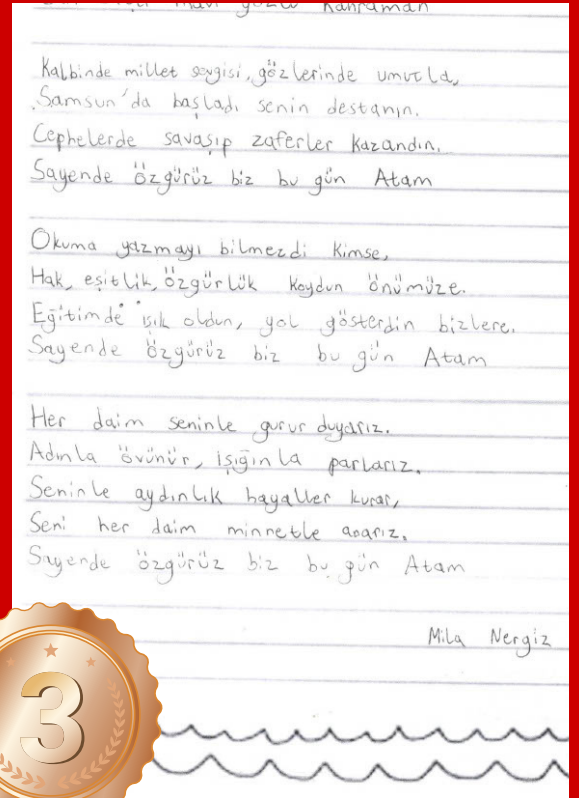 mavi gözlü Kahraman
Kalbinde millet sevgisi, gözlerinde umutla,
Samsun'da başladı senin destanın.
Cephelerde savaşıp zaferler kazandın,
Sayende özgürüz biz bu gün Atam
Okuma yazmayı bilmezdi kimse,
Hak, eşitlik, özgürlük koydun önümüze.
Eğitimde ışık oldun, yol gösterdin bizlere.
Sayende özgürüz biz bu gün Atam
Her daim seninle gurur duyarız.
Adınla övünür, ışığınla parlarız.
Seninle aydınlık hayaller kurar,
Seni her daim minnetle anarız.
Sayende özgürüz biz bu gün Atam
Mila Nergiz
3